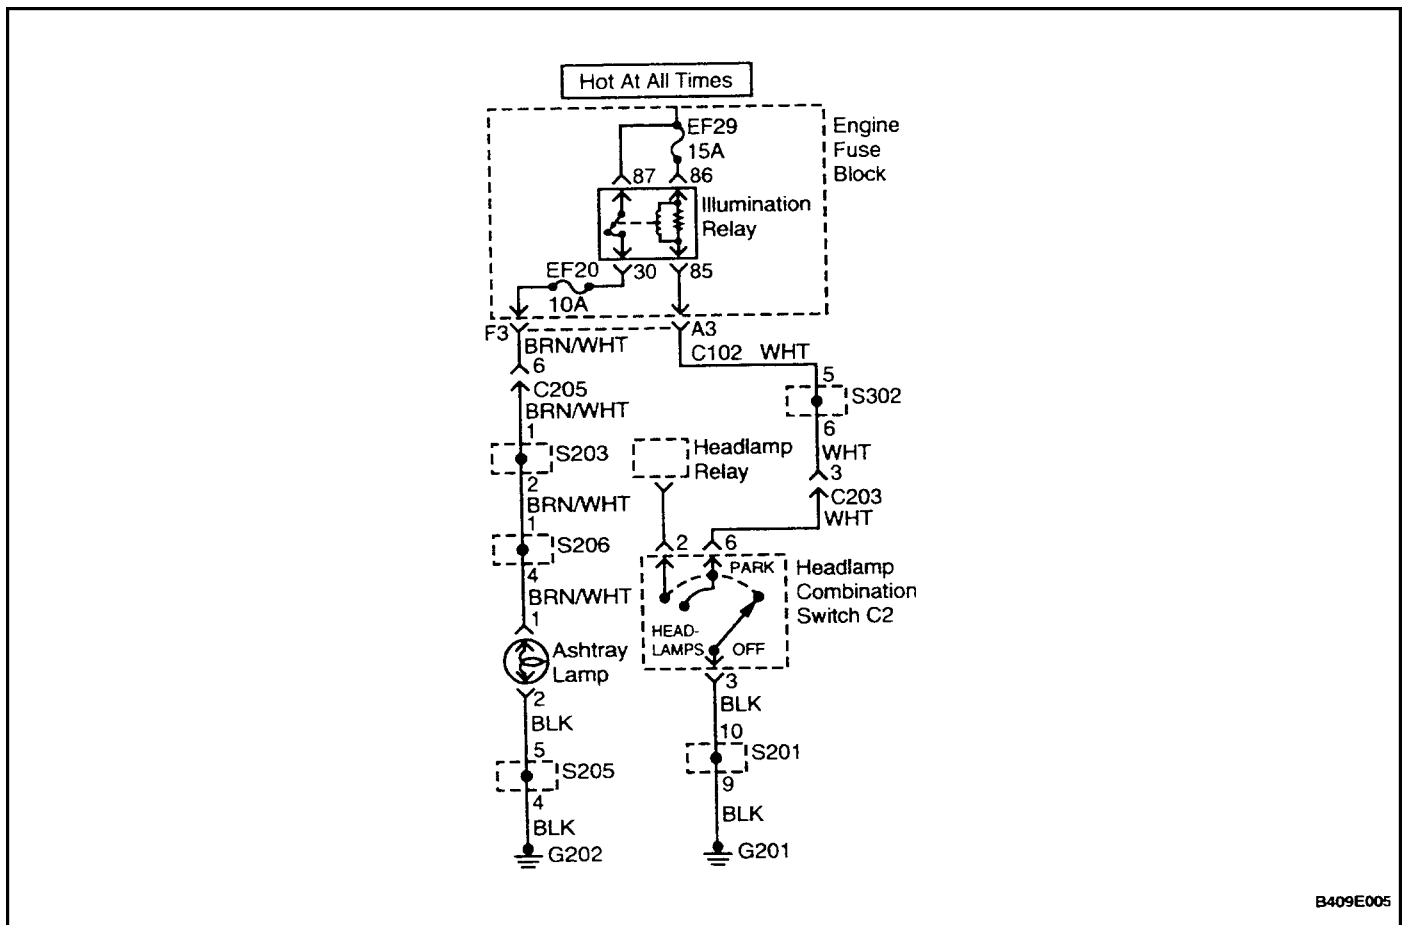 Hot At All Times
EF29
15A
Engine
Fuse
Block
87
86
Illumination
Relay
EF20
30
85
10A
F3
A3
BRN/WHT
C102
WHT
6
5
C205
S302
BRN/WHT
6
1
WHT
S203
Headlamp
Relay
3
2
C203
BRN/WHT
WHT
1
S206
2
6
4
PARK
Headlamp
Combination
Switch C2
BRN/WHT
1
HEAD-
LAMPS
OFF
Ashtray
Lamp
2
3
BLK
BLK
5
10
S205
S201
4
9
BLK
BLK
G202
G201
B409E005